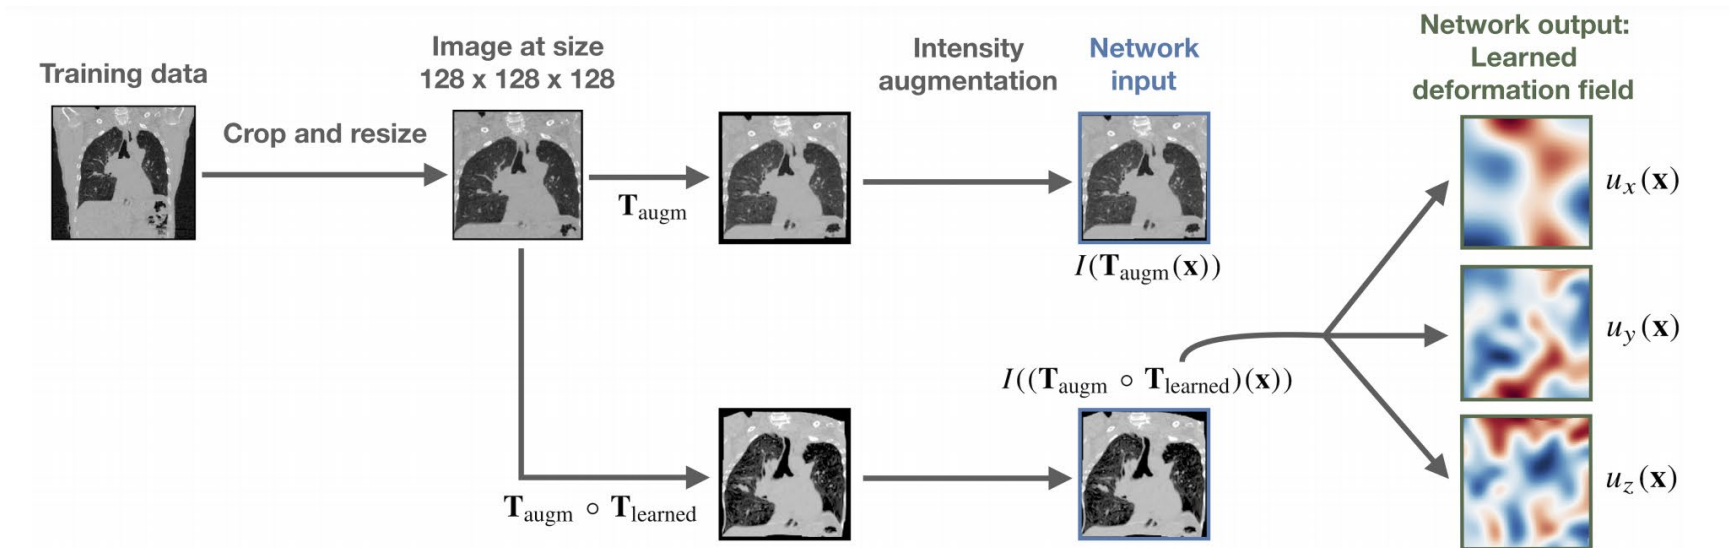 Training data
Crop and resize
Image at size
128 x 128 x 128
T_augm
T_augm ∘ T_learned
Intensity
augmentation
Network
input
I(T_augm(x))
I((T_augm ∘ T_learned)(x))
Network output:
Learned
deformation field
u_x(x)
u_y(x)
u_z(x)